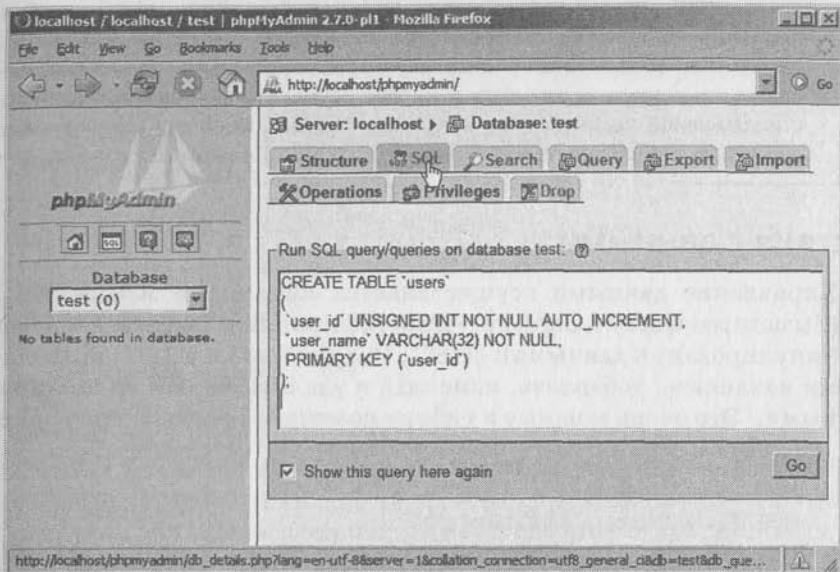 localhost / localhost / test | phpMyAdmin 2.7.0-pl1 - Mozilla Firefox
File Edit View Go Bookmarks Tools Help
http://localhost/phpmyadmin/
Go
phpMyAdmin
SQL
Database
test (0)
No tables found in database.
Server: localhost Database: test
Structure SQL Search Query Export Import
Operations Privileges Drop
Run SQL query/queries on database test:
CREATE TABLE `users`
(
`user_id` UNSIGNED INT NOT NULL AUTO_INCREMENT,
`user_name` VARCHAR(32) NOT NULL,
PRIMARY KEY (`user_id`)
);
Show this query here again
Go
http://localhost/phpmyadmin/db_details.php?lang=en-utf-8&server=1&collation_connection=utf8_general_ci&db=test&db_que...